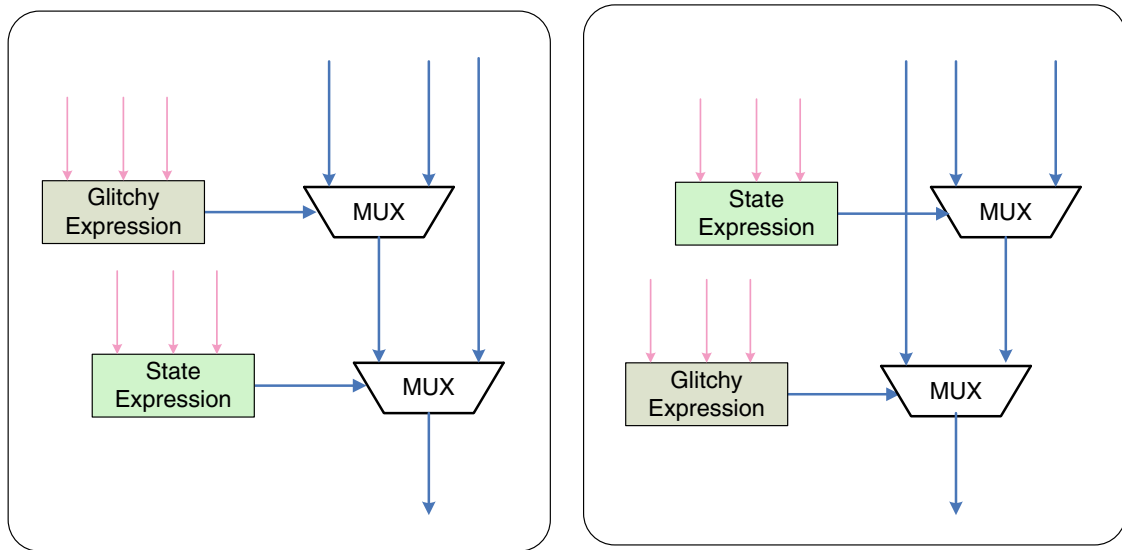 Glitchy
Expression
MUX
State
Expression
MUX
State
Expression
MUX
Glitchy
Expression
MUX